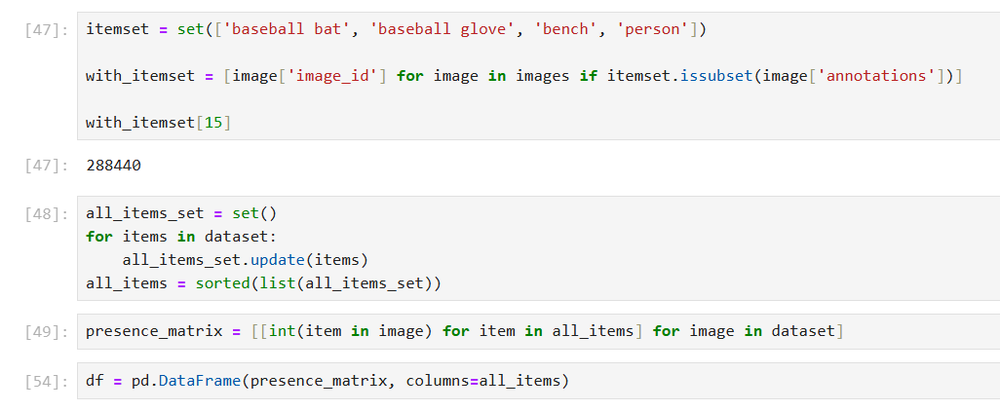 [47]: itemset = set(['baseball bat', 'baseball glove', 'bench', 'person'])
with_itemset = [image['image_id'] for image in images if itemset.issubset(image['annotations'])]
with_itemset[15]
[47]: 288440
[48]: all_items_set = set()
for items in dataset:
    all_items_set.update(items)
all_items = sorted(list(all_items_set))
[49]: presence_matrix = [[int(item in image) for item in all_items] for image in dataset]
[54]: df = pd.DataFrame(presence_matrix, columns=all_items)